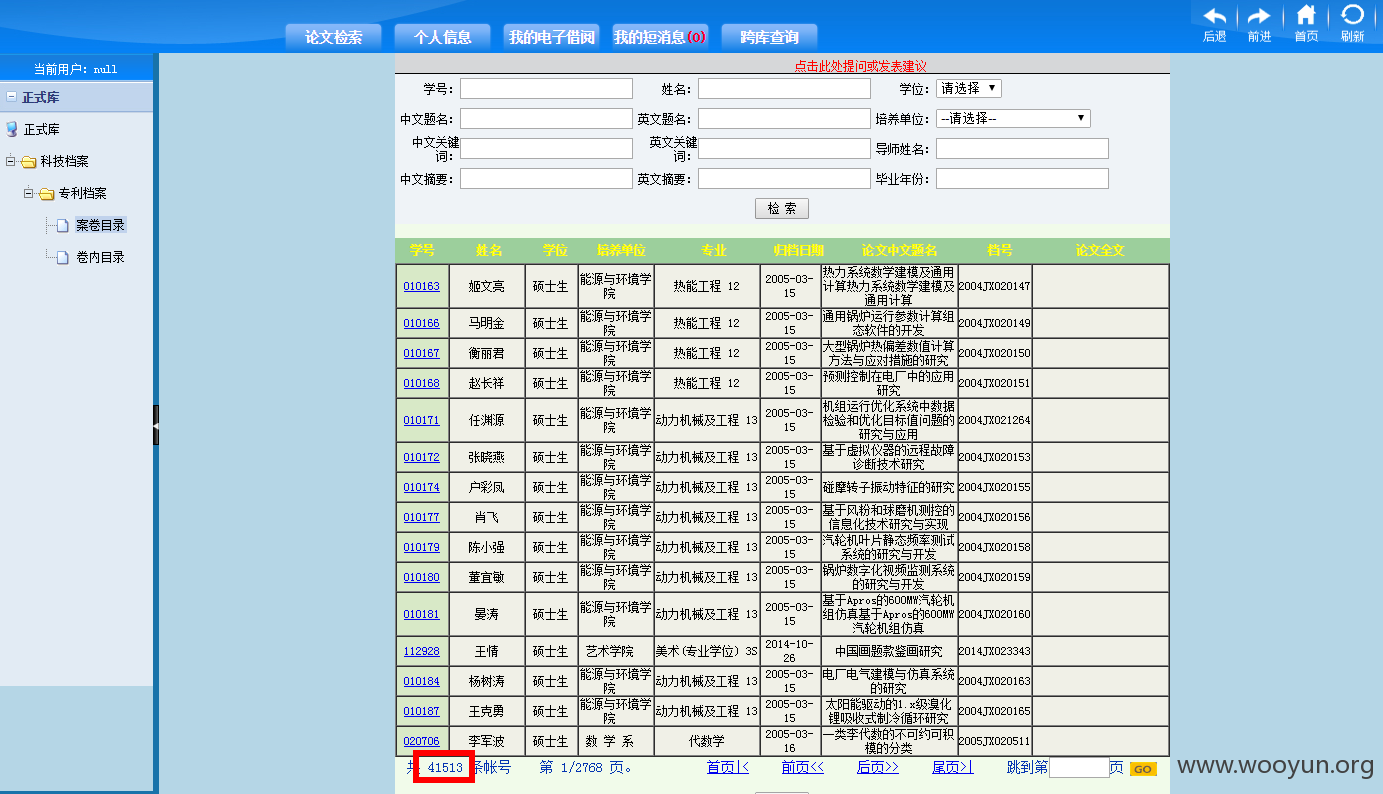 论文检索 个人信息 我的电子借阅 我的短消息(0) 跨库查询 后退 前进 首页 刷新
当前用户: null
正式库
正式库
科技档案
专利档案
案卷目录
卷内目录
点击此处提问或发表建议
学号: 姓名: 学位: 请选择
中文题名: 英文题名: 培养单位: --请选择--
中文关键词: 英文关键词: 导师姓名:
中文摘要: 英文摘要: 毕业年份:
检 索
学号 姓名 学位 培养单位 专业 归档日期 论文中文题名 档号 论文全文
010163 姬文亮 硕士生 能源与环境学院 热能工程 12 2005-03-15 热力系统数学建模及通用计算热力系统数学建模及通用计算 2004JX020147
010166 马明金 硕士生 能源与环境学院 热能工程 12 2005-03-15 通用锅炉运行参数计算组态软件的开发 2004JX020149
010167 衡丽君 硕士生 能源与环境学院 热能工程 12 2005-03-15 大型锅炉热偏差数值计算方法与应对措施的研究 2004JX020150
010168 赵长祥 硕士生 能源与环境学院 热能工程 12 2005-03-15 预测控制在电厂中的应用研究 2004JX020151
010171 任渊源 硕士生 能源与环境学院 动力机械及工程 13 2005-03-15 机组运行优化系统中数据检验和优化目标值问题的研究与应用 2004JX021264
010172 张晓燕 硕士生 能源与环境学院 动力机械及工程 13 2005-03-15 基于虚拟仪器的远程故障诊断技术研究 2004JX020153
010174 户彩凤 硕士生 能源与环境学院 动力机械及工程 13 2005-03-15 碰摩转子振动特征的研究 2004JX020155
010177 肖飞 硕士生 能源与环境学院 动力机械及工程 13 2005-03-15 基于风粉和球磨机测控的信息化技术研究与实现 2004JX020156
010179 陈小强 硕士生 能源与环境学院 动力机械及工程 13 2005-03-15 汽轮机叶片静态频率测试系统的研究与开发 2004JX020158
010180 董宜敏 硕士生 能源与环境学院 动力机械及工程 13 2005-03-15 锅炉数字化视频监测系统的研究与开发 2004JX020159
010181 晏涛 硕士生 能源与环境学院 动力机械及工程 13 2005-03-15 基于Apros的600MW汽轮机组仿真基于Apros的600MW汽轮机组仿真 2004JX020160
112928 王倩 硕士生 艺术学院 美术(专业学位) 3S 2014-10-26 中国画题款鉴画研究 2014JX023343
010184 杨树涛 硕士生 能源与环境学院 动力机械及工程 13 2005-03-15 电厂电气建模与仿真系统的研究 2004JX020163
010187 王克勇 硕士生 能源与环境学院 动力机械及工程 13 2005-03-15 太阳能驱动的1.x级溴化锂吸收式制冷循环研究 2004JX020165
020706 李军波 硕士生 数 学 系 代数学 2005-03-16 一类李代数的不可约可积模的分类 2005JX020511
共 41513 条帐号 第 1/2768 页。 首页|< 前页<< 后页>> 尾页>| 跳到第 页 GO
www.wooyun.org